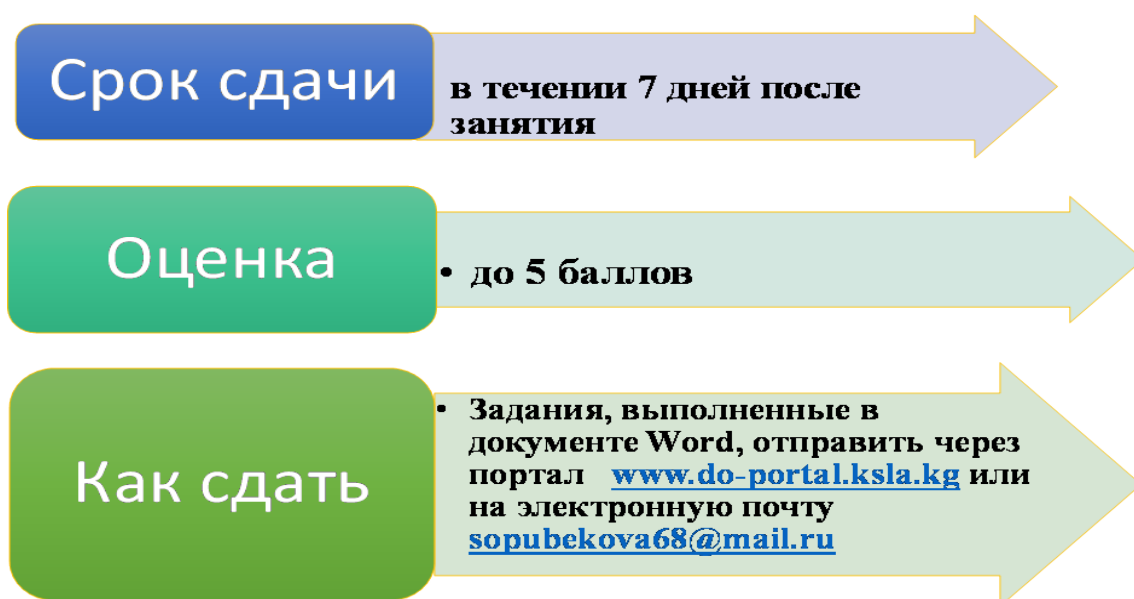 Срок сдачи
в течении 7 дней после
занятия
Оценка
• до 5 баллов
Как сдать
• Задания, выполненные в
документе Word, отправить через
портал www.do-portal.ksla.kg или
на электронную почту
sopubekova68@mail.ru